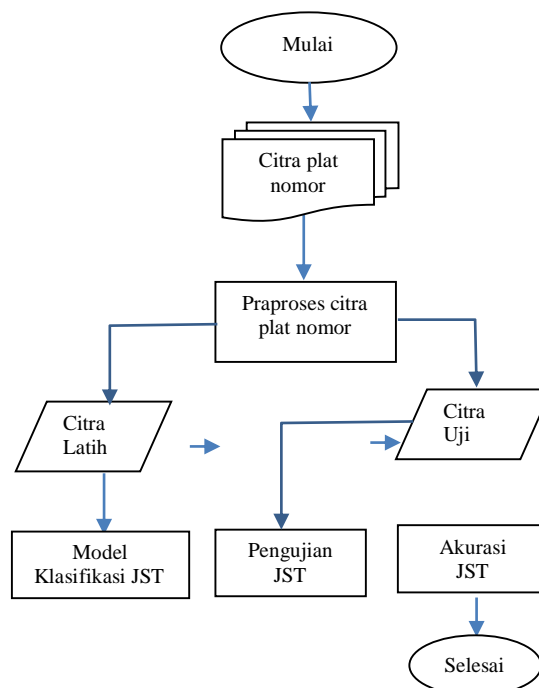 Mulai
Citra plat
nomor
Praproses citra
plat nomor
Citra
Latih
Citra
Uji
Model
Klasifikasi JST
Pengujian
JST
Akurasi
JST
Selesai